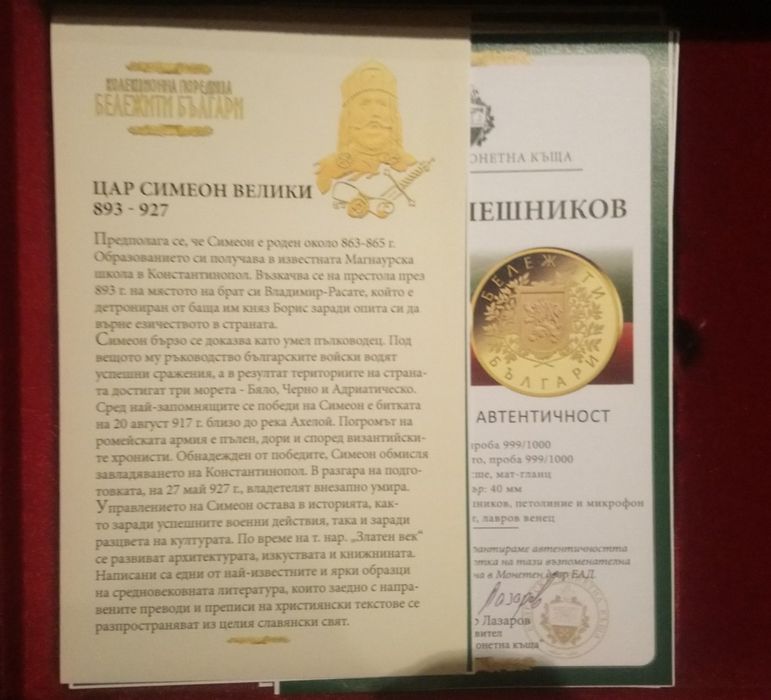 КОЛЕКЦИОННА ПОРЕДИЦА
БЕЛЕЖИТИ БЪЛГАРИ
ЦАР СИМЕОН ВЕЛИКИ
893 - 927
Предполага се, че Симеон е роден около 863-865 г.
Образованието си получава в известната Магнаурска
школа в Константинопол. Възкачва се на престола през
893 г. на мястото на брат си Владимир-Расате, който е
детрониран от баща им княз Борис заради опита си да
върне езичеството в страната.
Симеон бързо се доказва като умел пълководец. Под
вещото му ръководство българските войски водят
успешни сражения, а в резултат териториите на страна-
та достигат три морета - Бяло, Черно и Адриатическо.
Сред най-запомнящите се победи на Симеон е битката
на 20 август 917 г. близо до река Ахелой. Погромът на
ромейската армия е пълен, дори и според византийски-
те хронисти. Обнадежден от победите, Симеон обмисля
завладяването на Константинопол. В разгара на подго-
товката, на 27 май 927 г., владетелят внезапно умира.
Управлението на Симеон остава в историята, как-
то заради успешните военни действия, така и заради
разцвета на културата. По време на т. нар. „Златен век“
се развиват архитектурата, изкуствата и книжнината.
Написани са едни от най-известните и ярки образци
на средновековната литература, които заедно с напра-
вените преводи и преписи на християнски текстове се
разпространяват из целия славянски свят.
ОНЕТНА КЪЩА
ПЕШНИКОВ
БЕЛЕЖИТИ
БЪЛГАРИ
АВТЕНТИЧНОСТ
проба 999/1000
то, проба 999/1000
мат-гланц
ър: 40 мм
петолиние и микрофон
лавров венец
рантираме автентичността
на тази възпоменателна
на в Монетен двор ЕАД.
Лазаров
Лазаров
вител
онетна къща